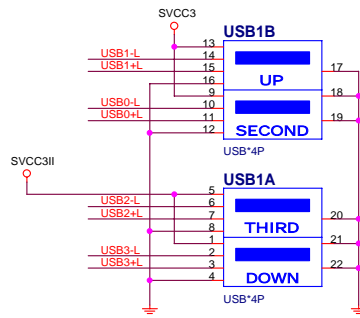 SVCC3
USB1B
13
USB1-L 14
USB1+L 15 17
16 UP
9 18
USB0-L 10
USB0+L 11 19
12 SECOND
USB*4P
SVCC3II
USB1A
5
USB2-L 6
USB2+L 7 20
8 THIRD
1 21
USB3-L 2
USB3+L 3 22
4 DOWN
USB*4P